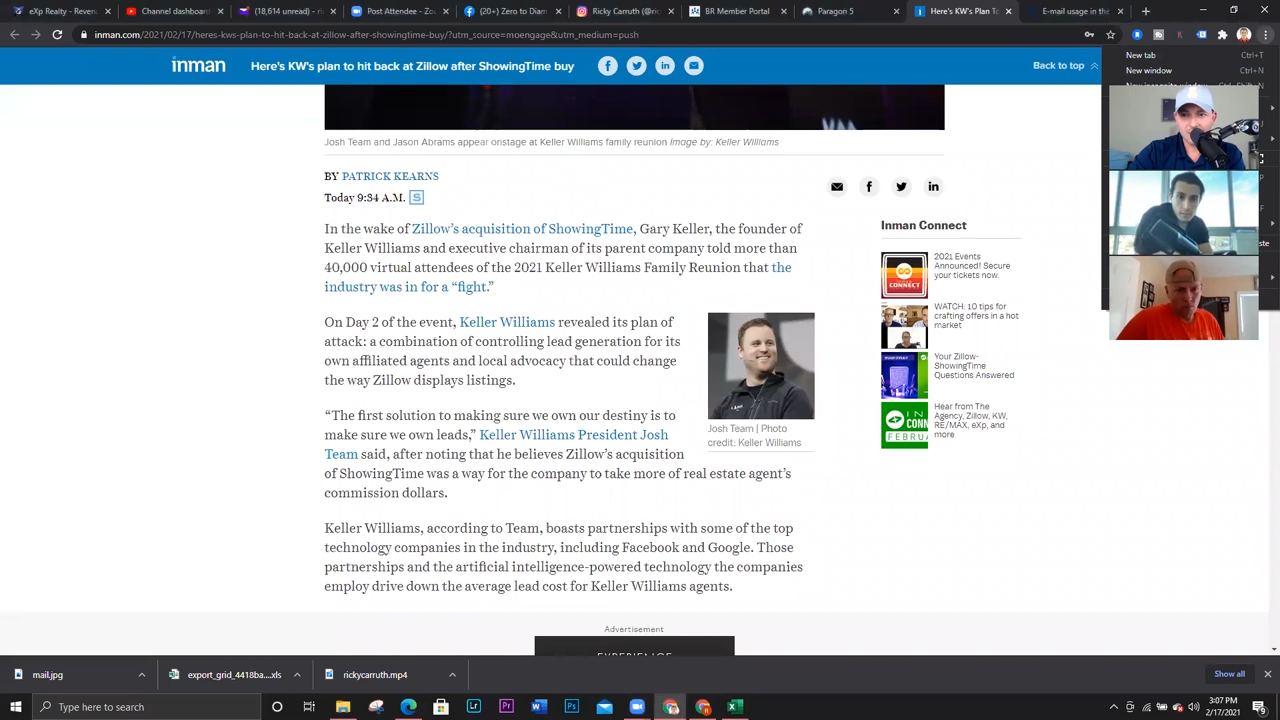 eXp Realty - Revenu
Channel dashboard
(18,614 unread) - ri
Post Attendee - Zo
(20+) Zero to Diam
Ricky Carruth (@ric
BR Member Portal
Paragon 5
Here's KW's Plan To
E-mail usage in the
inman.com/2021/02/17/heres-kws-plan-to-hit-back-at-zillow-after-showingtime-buy/?utm_source=moengage&utm_medium=push
New tab Ctrl+T
New window Ctrl+N
inman
Here's KW's plan to hit back at Zillow after ShowingTime buy
Back to top
Josh Team and Jason Abrams appear onstage at Keller Williams family reunion Image by: Keller Williams
BY PATRICK KEARNS
Today 9:34 A.M. S
In the wake of Zillow's acquisition of ShowingTime, Gary Keller, the founder of
Keller Williams and executive chairman of its parent company told more than
40,000 virtual attendees of the 2021 Keller Williams Family Reunion that the
industry was in for a “fight.”
On Day 2 of the event, Keller Williams revealed its plan of
attack: a combination of controlling lead generation for its
own affiliated agents and local advocacy that could change
the way Zillow displays listings.
“The first solution to making sure we own our destiny is to
make sure we own leads,” Keller Williams President Josh
Team said, after noting that he believes Zillow’s acquisition
of ShowingTime was a way for the company to take more of real estate agent’s
commission dollars.
Josh Team | Photo
credit: Keller Williams
Keller Williams, according to Team, boasts partnerships with some of the top
technology companies in the industry, including Facebook and Google. Those
partnerships and the artificial intelligence-powered technology the companies
employ drive down the average lead cost for Keller Williams agents.
Inman Connect
CONNECT
2021 Events
Announced! Secure
your tickets now.
WATCH: 10 tips for
crafting offers in a hot
market
Your Zillow-
ShowingTime
Questions Answered
IN
CONN
FEBRU
Hear from The
Agency, Zillow, KW,
RE/MAX, eXp, and
more
Advertisement
EXPERIENCE
mail.jpg
export_grid_4418ba....xls
rickycarruth.mp4
Show all
Type here to search
3:07 PM
2/17/2021